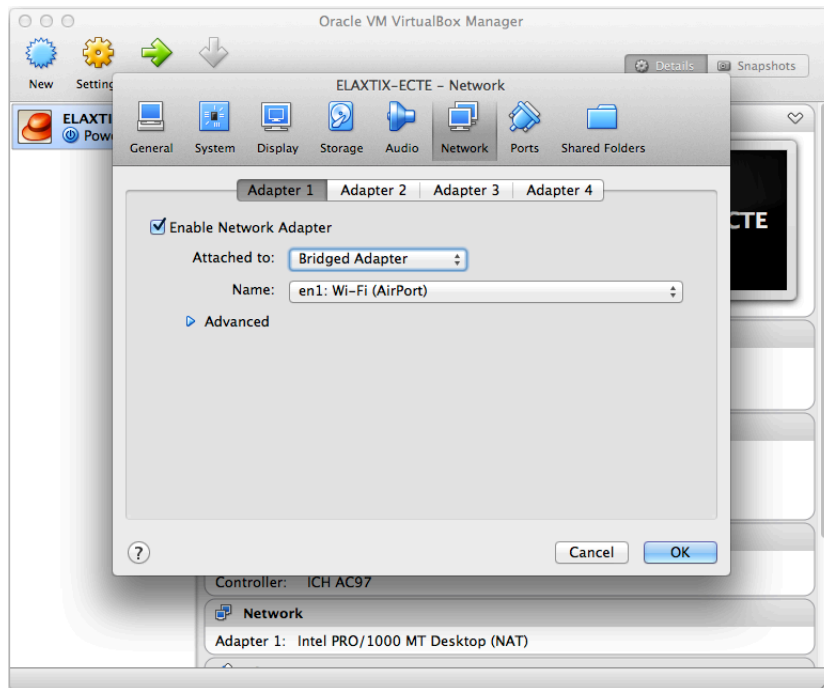 Oracle VM VirtualBox Manager
New
Details
Snapshots
ELAXTIX-ECTE – Network
General System Display Storage Audio Network Ports Shared Folders
Adapter 1 Adapter 2 Adapter 3 Adapter 4
Enable Network Adapter
Attached to: Bridged Adapter
Name: en1: Wi-Fi (AirPort)
Advanced
? Cancel OK
Controller: ICH AC97
Network
Adapter 1: Intel PRO/1000 MT Desktop (NAT)